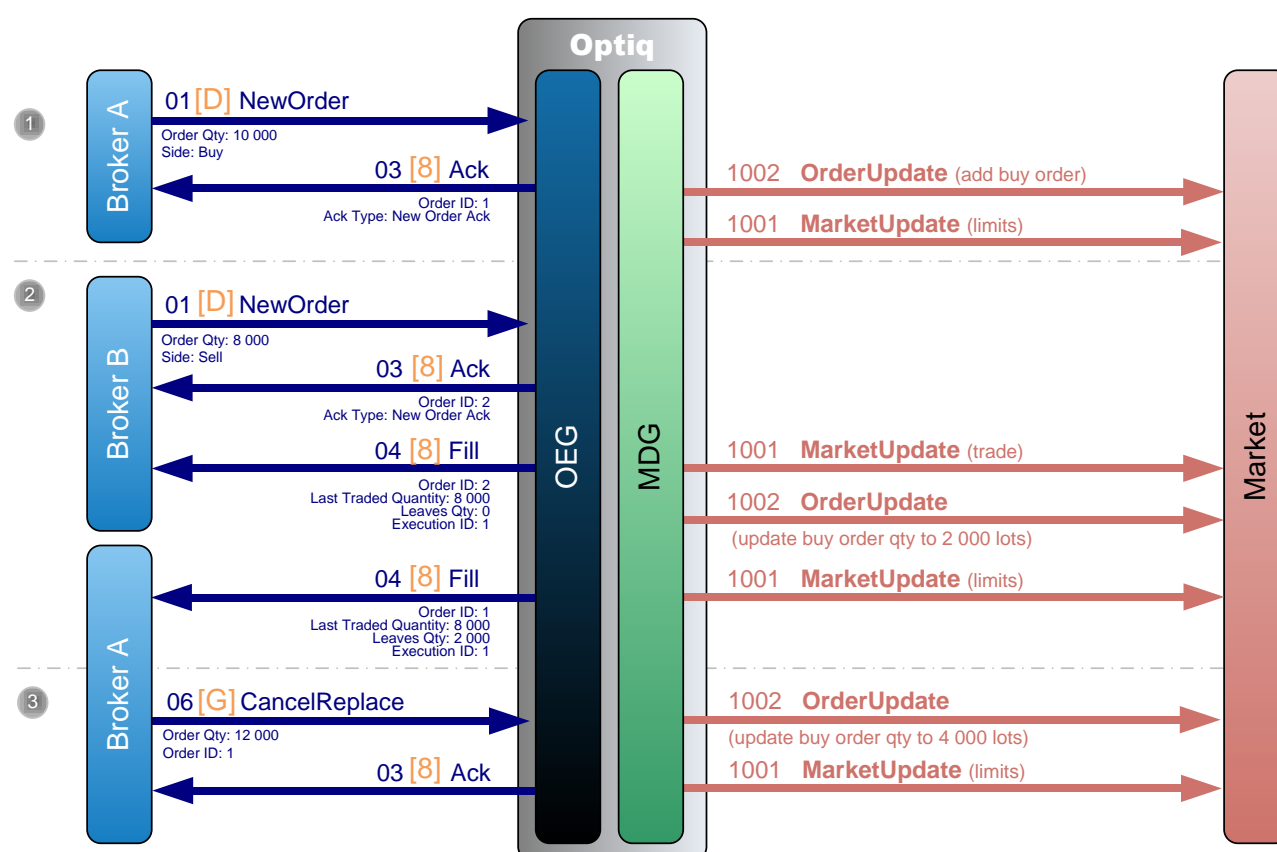 Optiq
1
Broker A
01 [D] NewOrder
Order Qty: 10 000
Side: Buy
03 [8] Ack
Order ID: 1
Ack Type: New Order Ack
1002 OrderUpdate (add buy order)
1001 MarketUpdate (limits)
2
Broker B
01 [D] NewOrder
Order Qty: 8 000
Side: Sell
03 [8] Ack
Order ID: 2
Ack Type: New Order Ack
OEG
MDG
Market
04 [8] Fill
Order ID: 2
Last Traded Quantity: 8 000
Leaves Qty: 0
Execution ID: 1
1001 MarketUpdate (trade)
1002 OrderUpdate
(update buy order qty to 2 000 lots)
Broker A
04 [8] Fill
Order ID: 1
Last Traded Quantity: 8 000
Leaves Qty: 2 000
Execution ID: 1
1001 MarketUpdate (limits)
3
06 [G] CancelReplace
Order Qty: 12 000
Order ID: 1
03 [8] Ack
1002 OrderUpdate
(update buy order qty to 4 000 lots)
1001 MarketUpdate (limits)